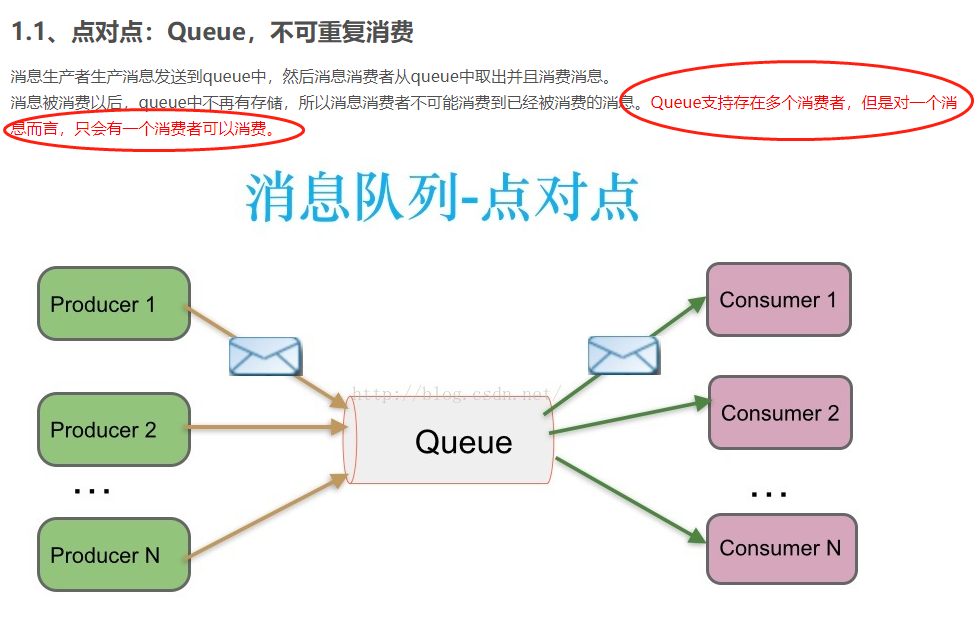 1.1、点对点：Queue，不可重复消费
消息生产者生产消息发送到queue中，然后消息消费者从queue中取出并且消费消息。
消息被消费以后，queue中不再有存储，所以消息消费者不可能消费到已经被消费的消息。Queue支持存在多个消费者，但是对一个消
息而言，只会有一个消费者可以消费。
消息队列-点对点
Producer 1
Consumer 1
http://blog.csdn.net/
Producer 2
Queue
Consumer 2
...
...
Producer N
Consumer N